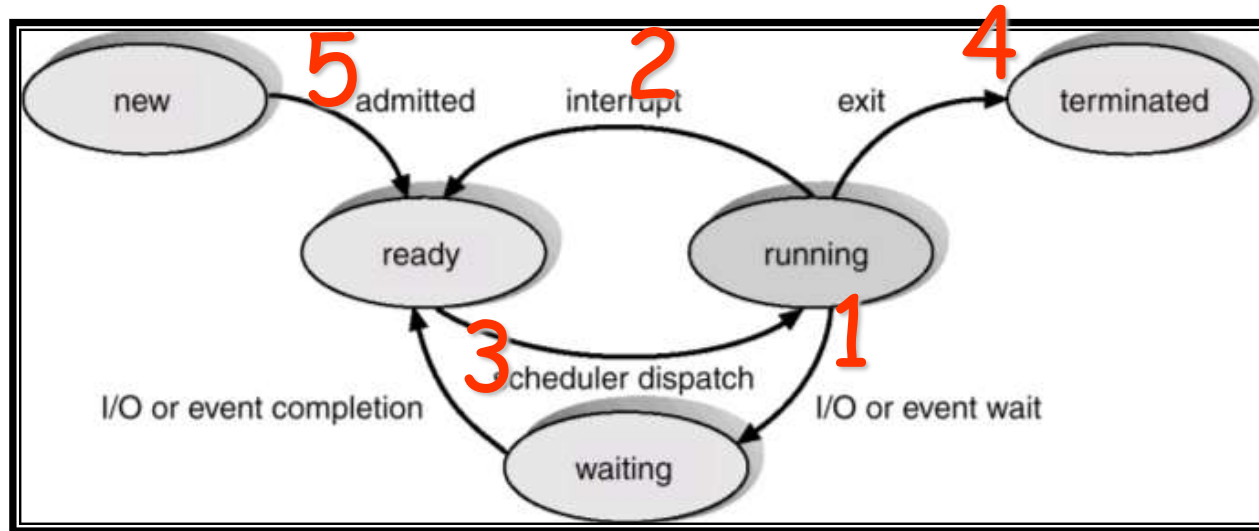 5 2 4
new admitted interrupt exit terminated
ready running
3 1
scheduler dispatch
I/O or event completion I/O or event wait
waiting